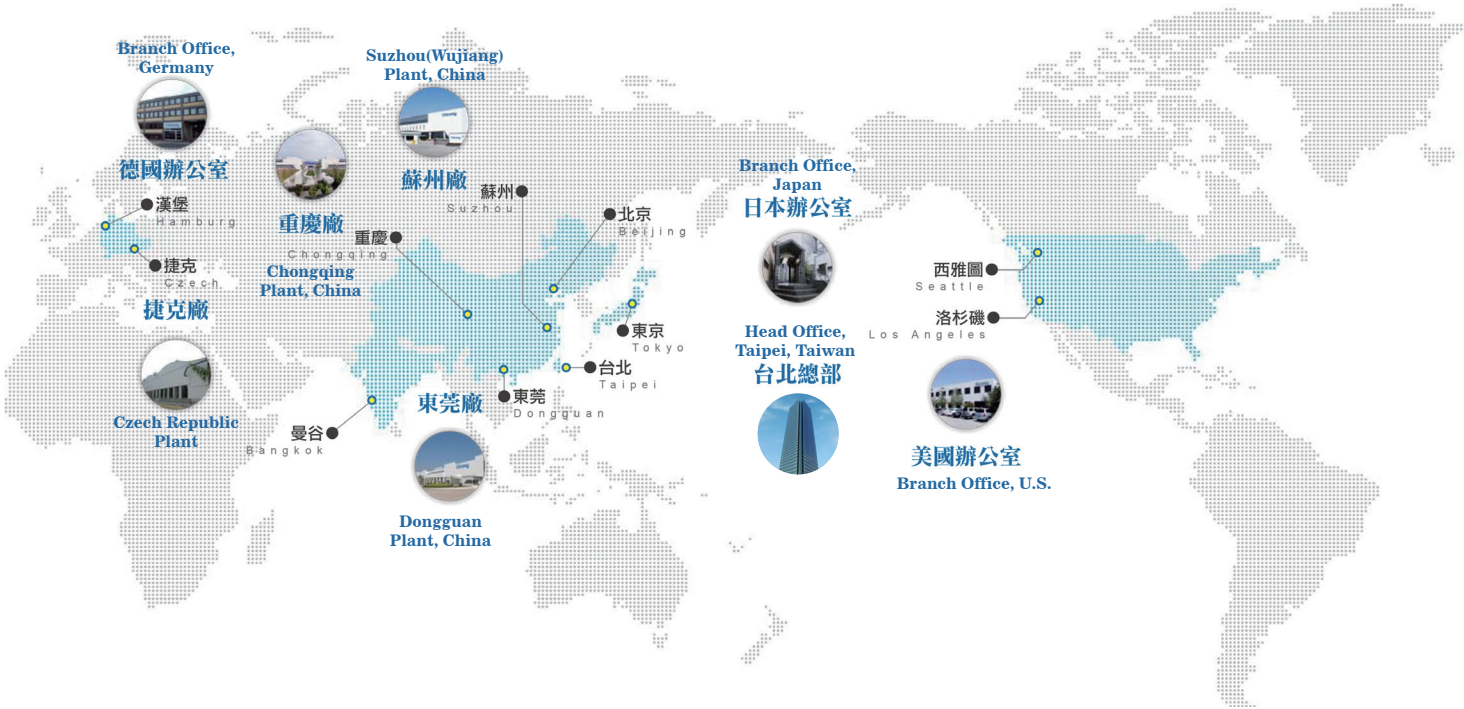 Branch Office,
Germany
德國辦公室
漢堡
Hamburg
捷克
Czech
捷克廠
Czech Republic
Plant
重慶廠
重慶
Chongqing
Chongqing
Plant, China
Suzhou(Wujiang)
Plant, China
蘇州廠
蘇州
Suzhou
北京
Beijing
東京
Tokyo
台北
Taipei
東莞
Dongguan
東莞廠
Dongguan
Plant, China
曼谷
Bangkok
Branch Office,
Japan
日本辦公室
Head Office,
Taipei, Taiwan
台北總部
西雅圖
Seattle
洛杉磯
Los Angeles
美國辦公室
Branch Office, U.S.